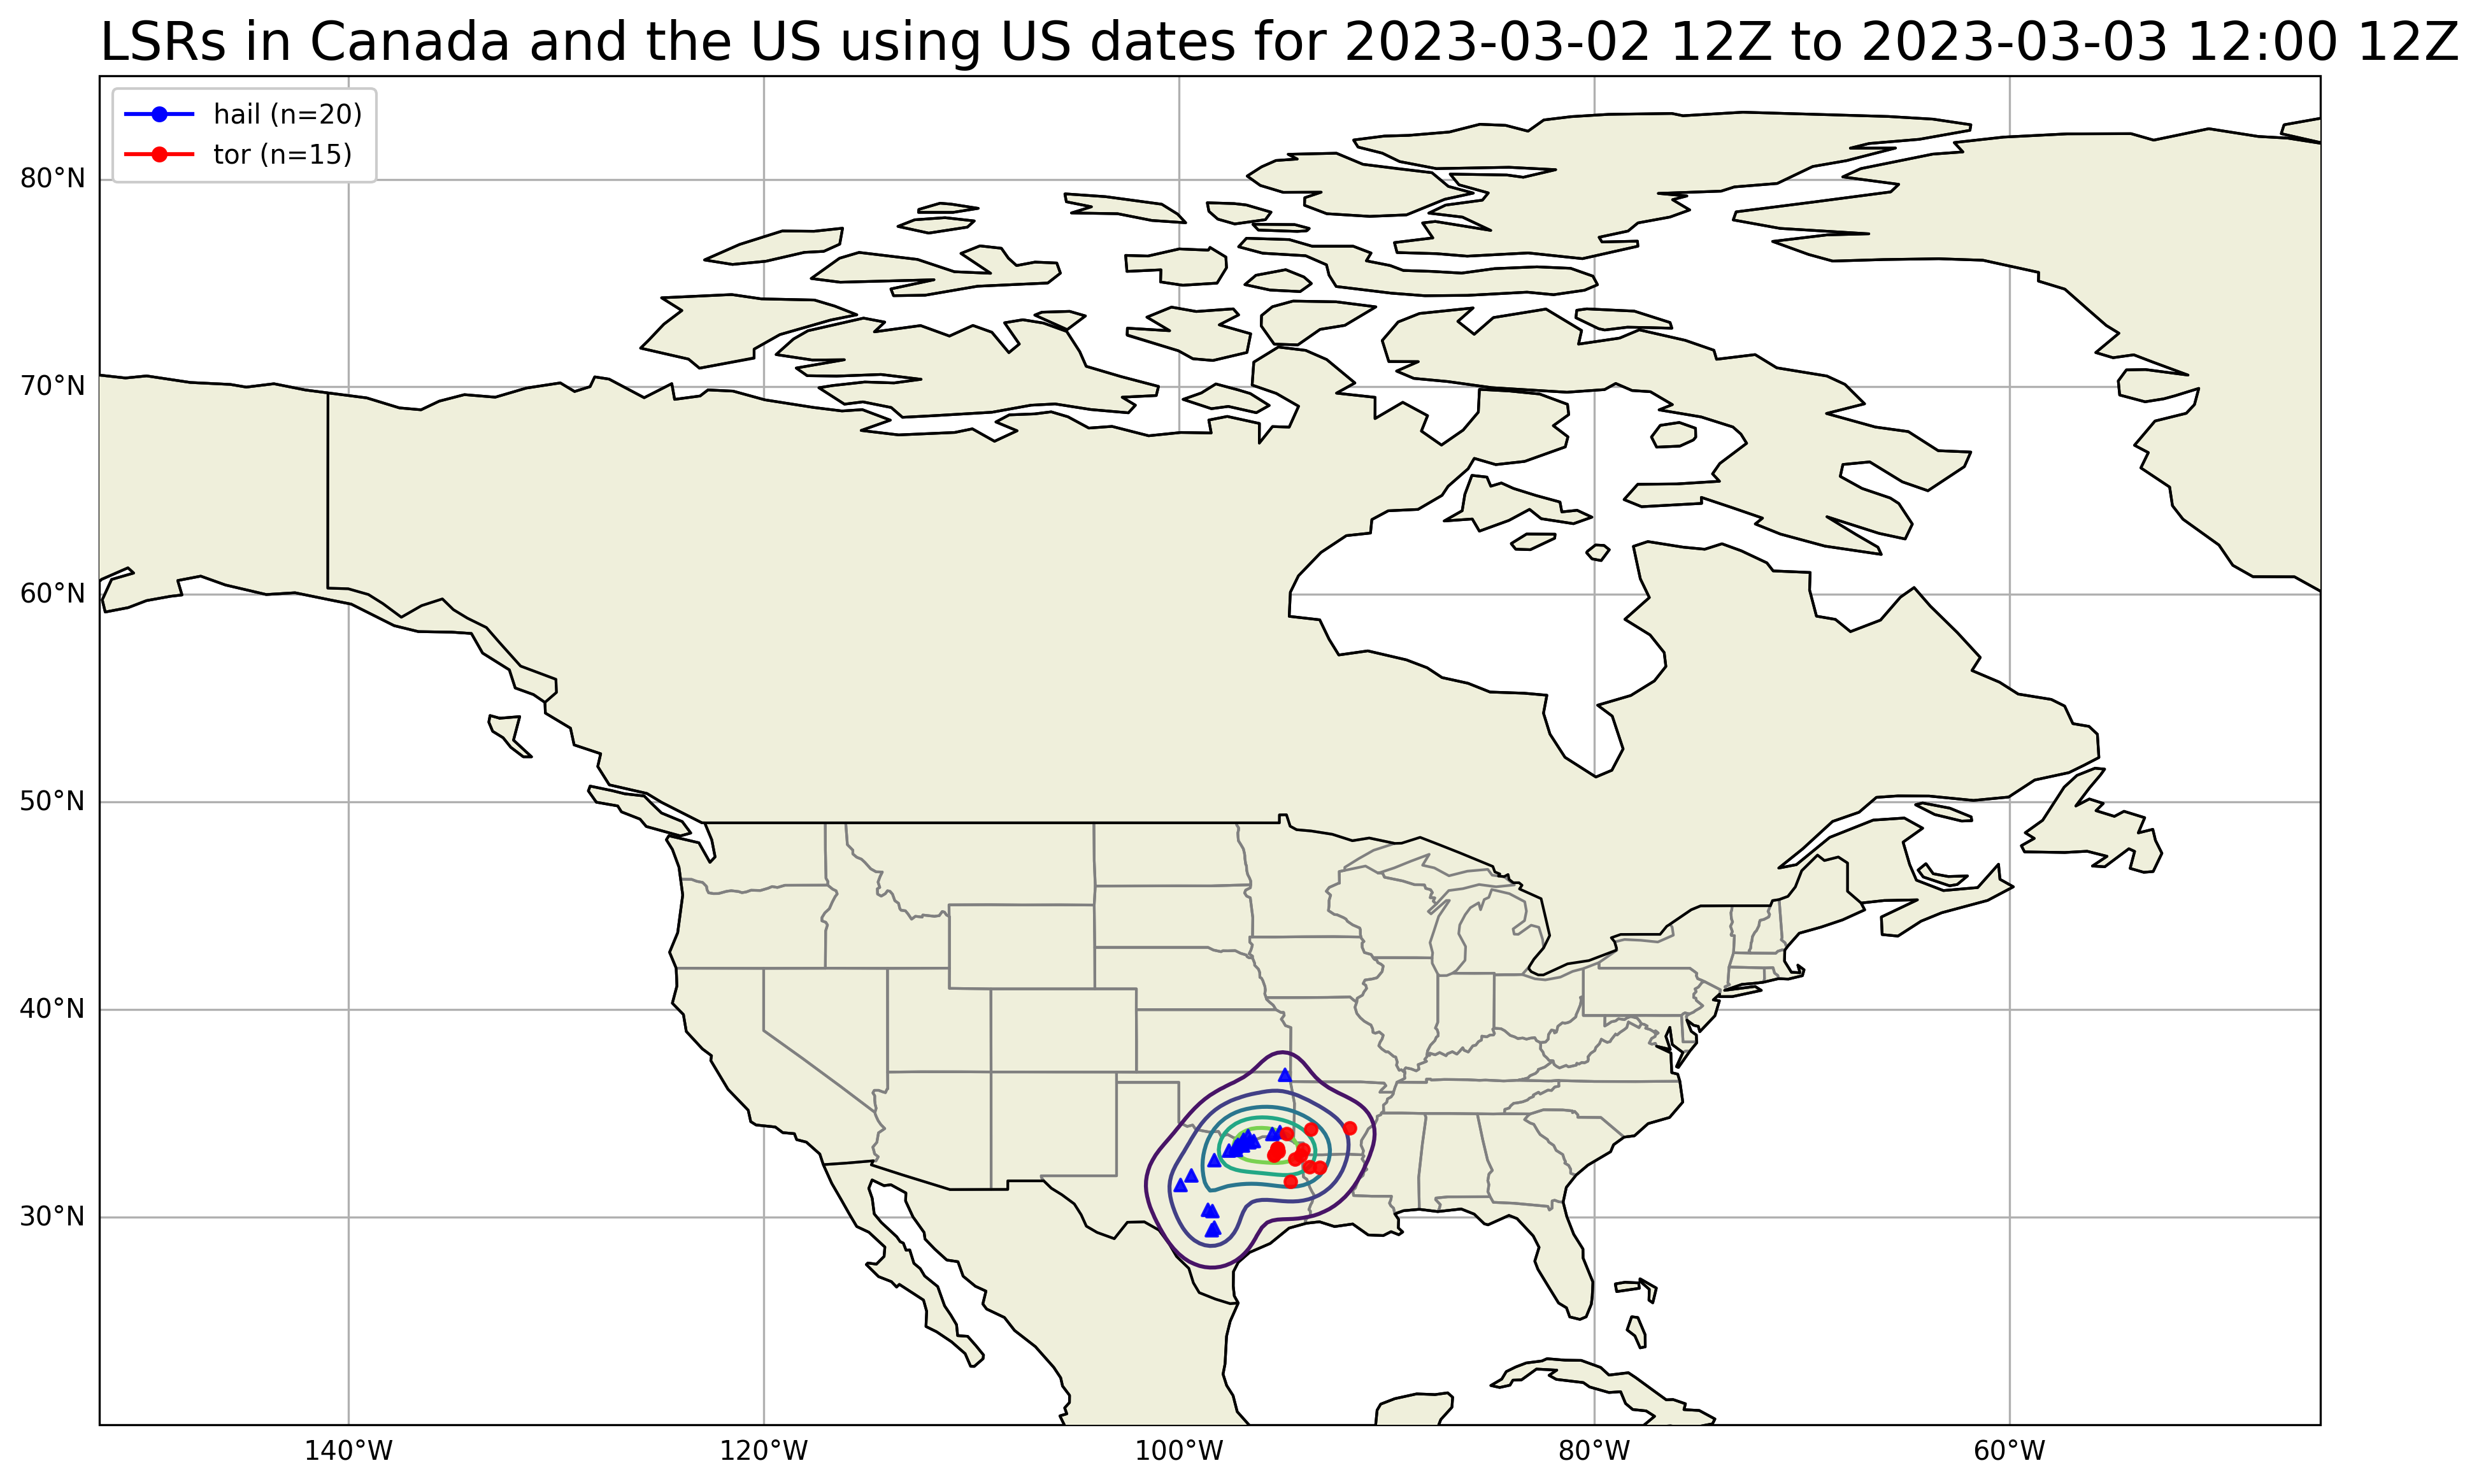 LSRs in Canada and the US using US dates for 2023-03-02 12Z to 2023-03-03 12:00 12Z
hail (n=20)
tor (n=15)
80°N
70°N
60°N
50°N
40°N
30°N
140°W 120°W 100°W 80°W 60°W